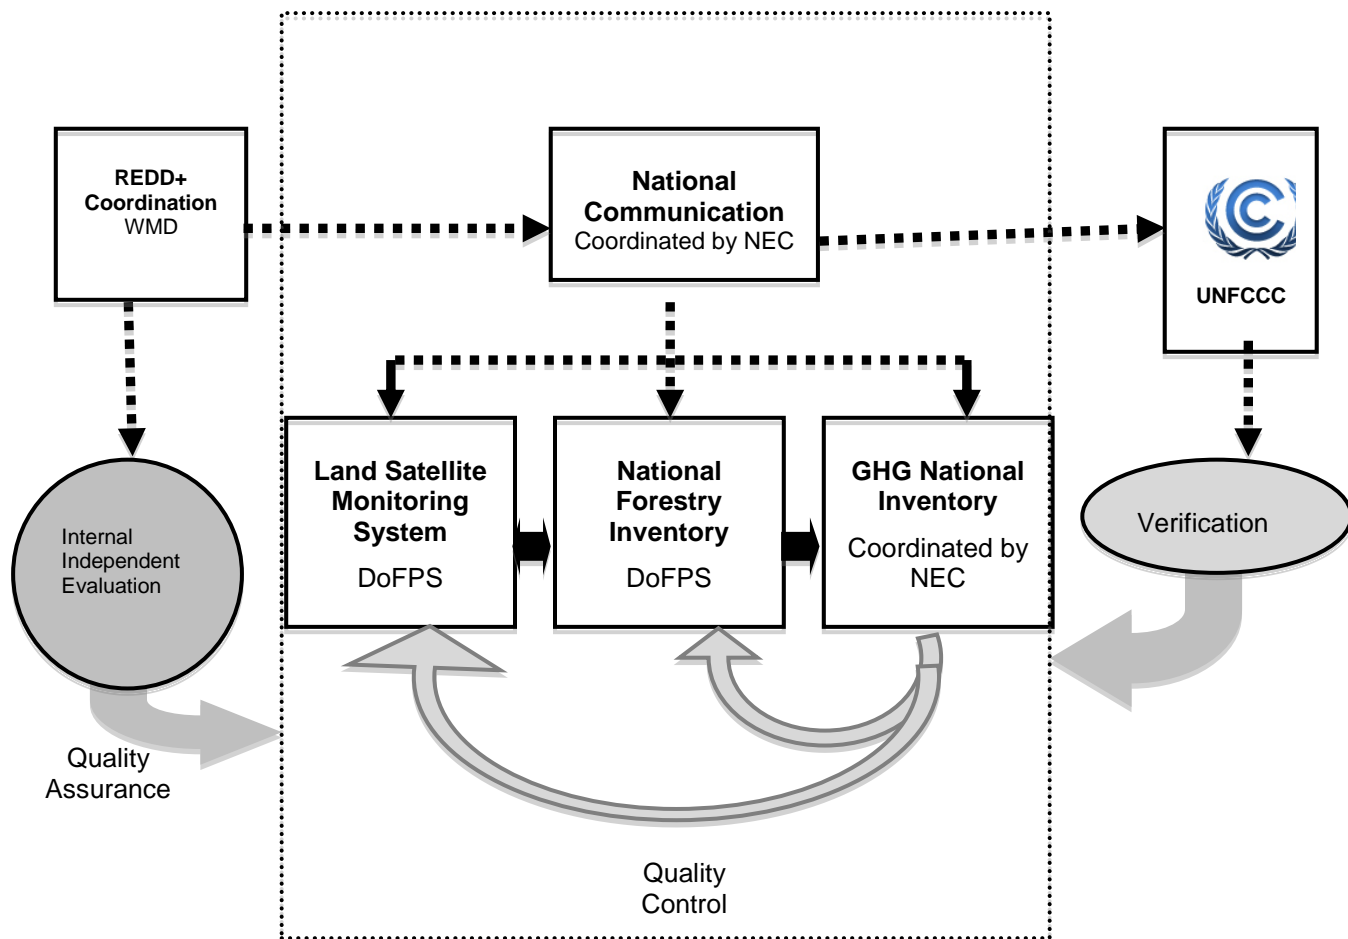 REDD+
Coordination
WMD
National
Communication
Coordinated by NEC
UNFCCC
Land Satellite
Monitoring
System
DoFPS
National
Forestry
Inventory
DoFPS
GHG National
Inventory
Coordinated by
NEC
Internal
Independent
Evaluation
Verification
Quality
Assurance
Quality
Control